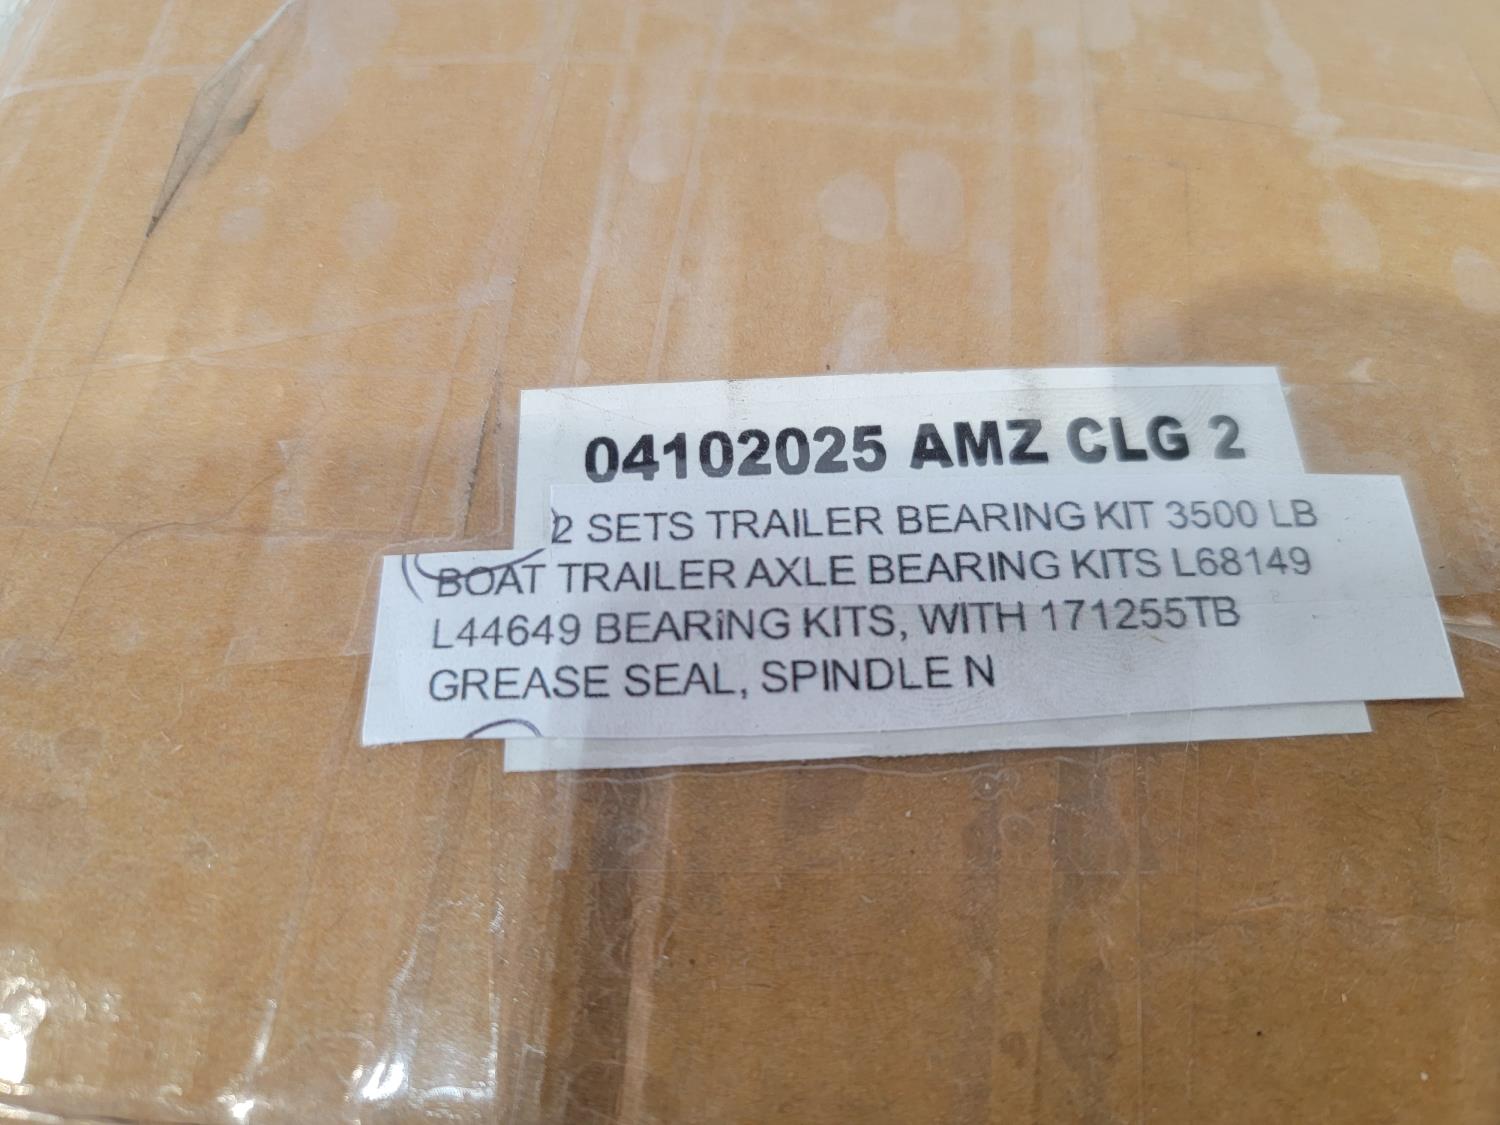 04102025 AMZ CLG 2
2 SETS TRAILER BEARING KIT 3500 LB
BOAT TRAILER AXLE BEARING KITS L68149
L44649 BEARING KITS, WITH 171255TB
GREASE SEAL, SPINDLE N